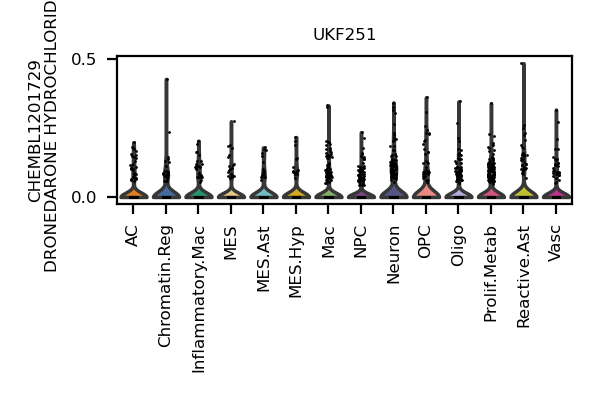 UKF251
CHEMBL1201729
DRONEDARONE HYDROCHLORID
0.5
0.0
AC
Chromatin.Reg
Inflammatory.Mac
MES
MES.Ast
MES.Hyp
Mac
NPC
Neuron
OPC
Oligo
Prolif.Metab
Reactive.Ast
Vasc